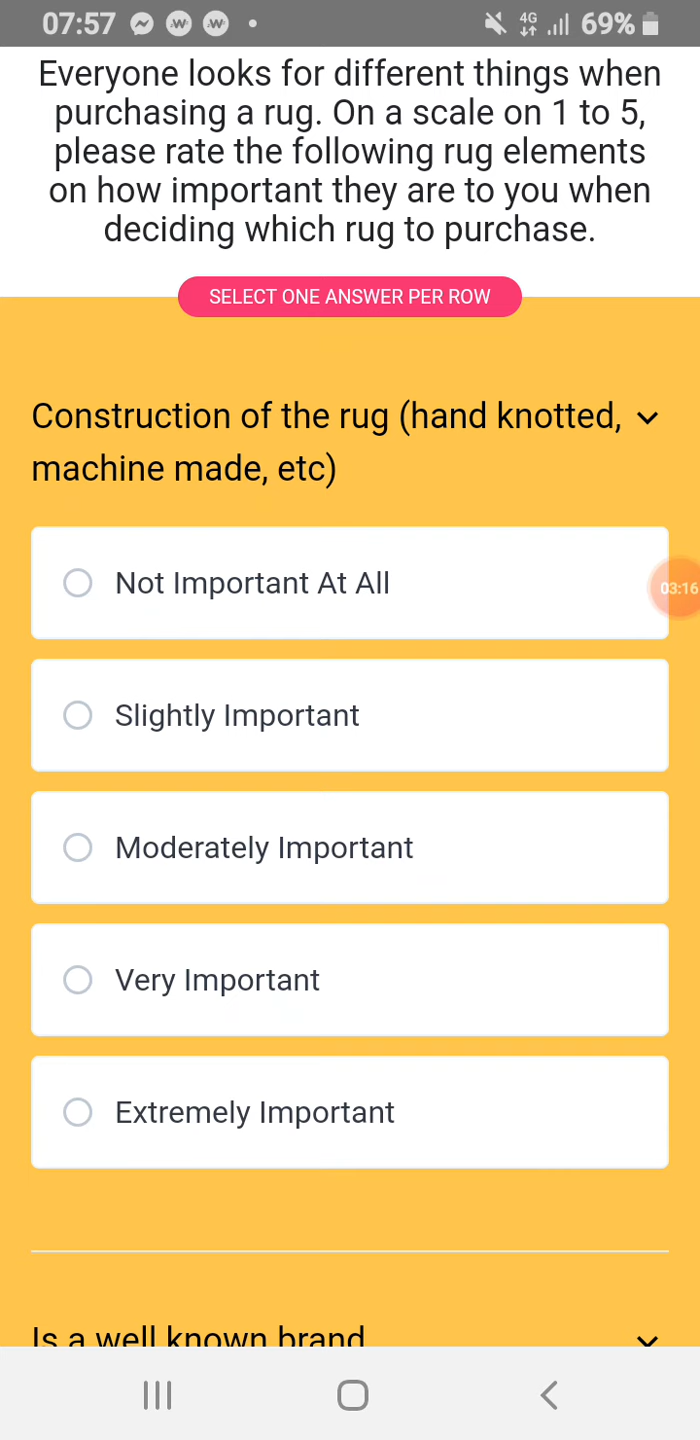 07:57
4G
69%
Everyone looks for different things when
purchasing a rug. On a scale on 1 to 5,
please rate the following rug elements
on how important they are to you when
deciding which rug to purchase.
SELECT ONE ANSWER PER ROW
Construction of the rug (hand knotted,
machine made, etc)
Not Important At All
03:16
Slightly Important
Moderately Important
Very Important
Extremely Important
Is a well known brand